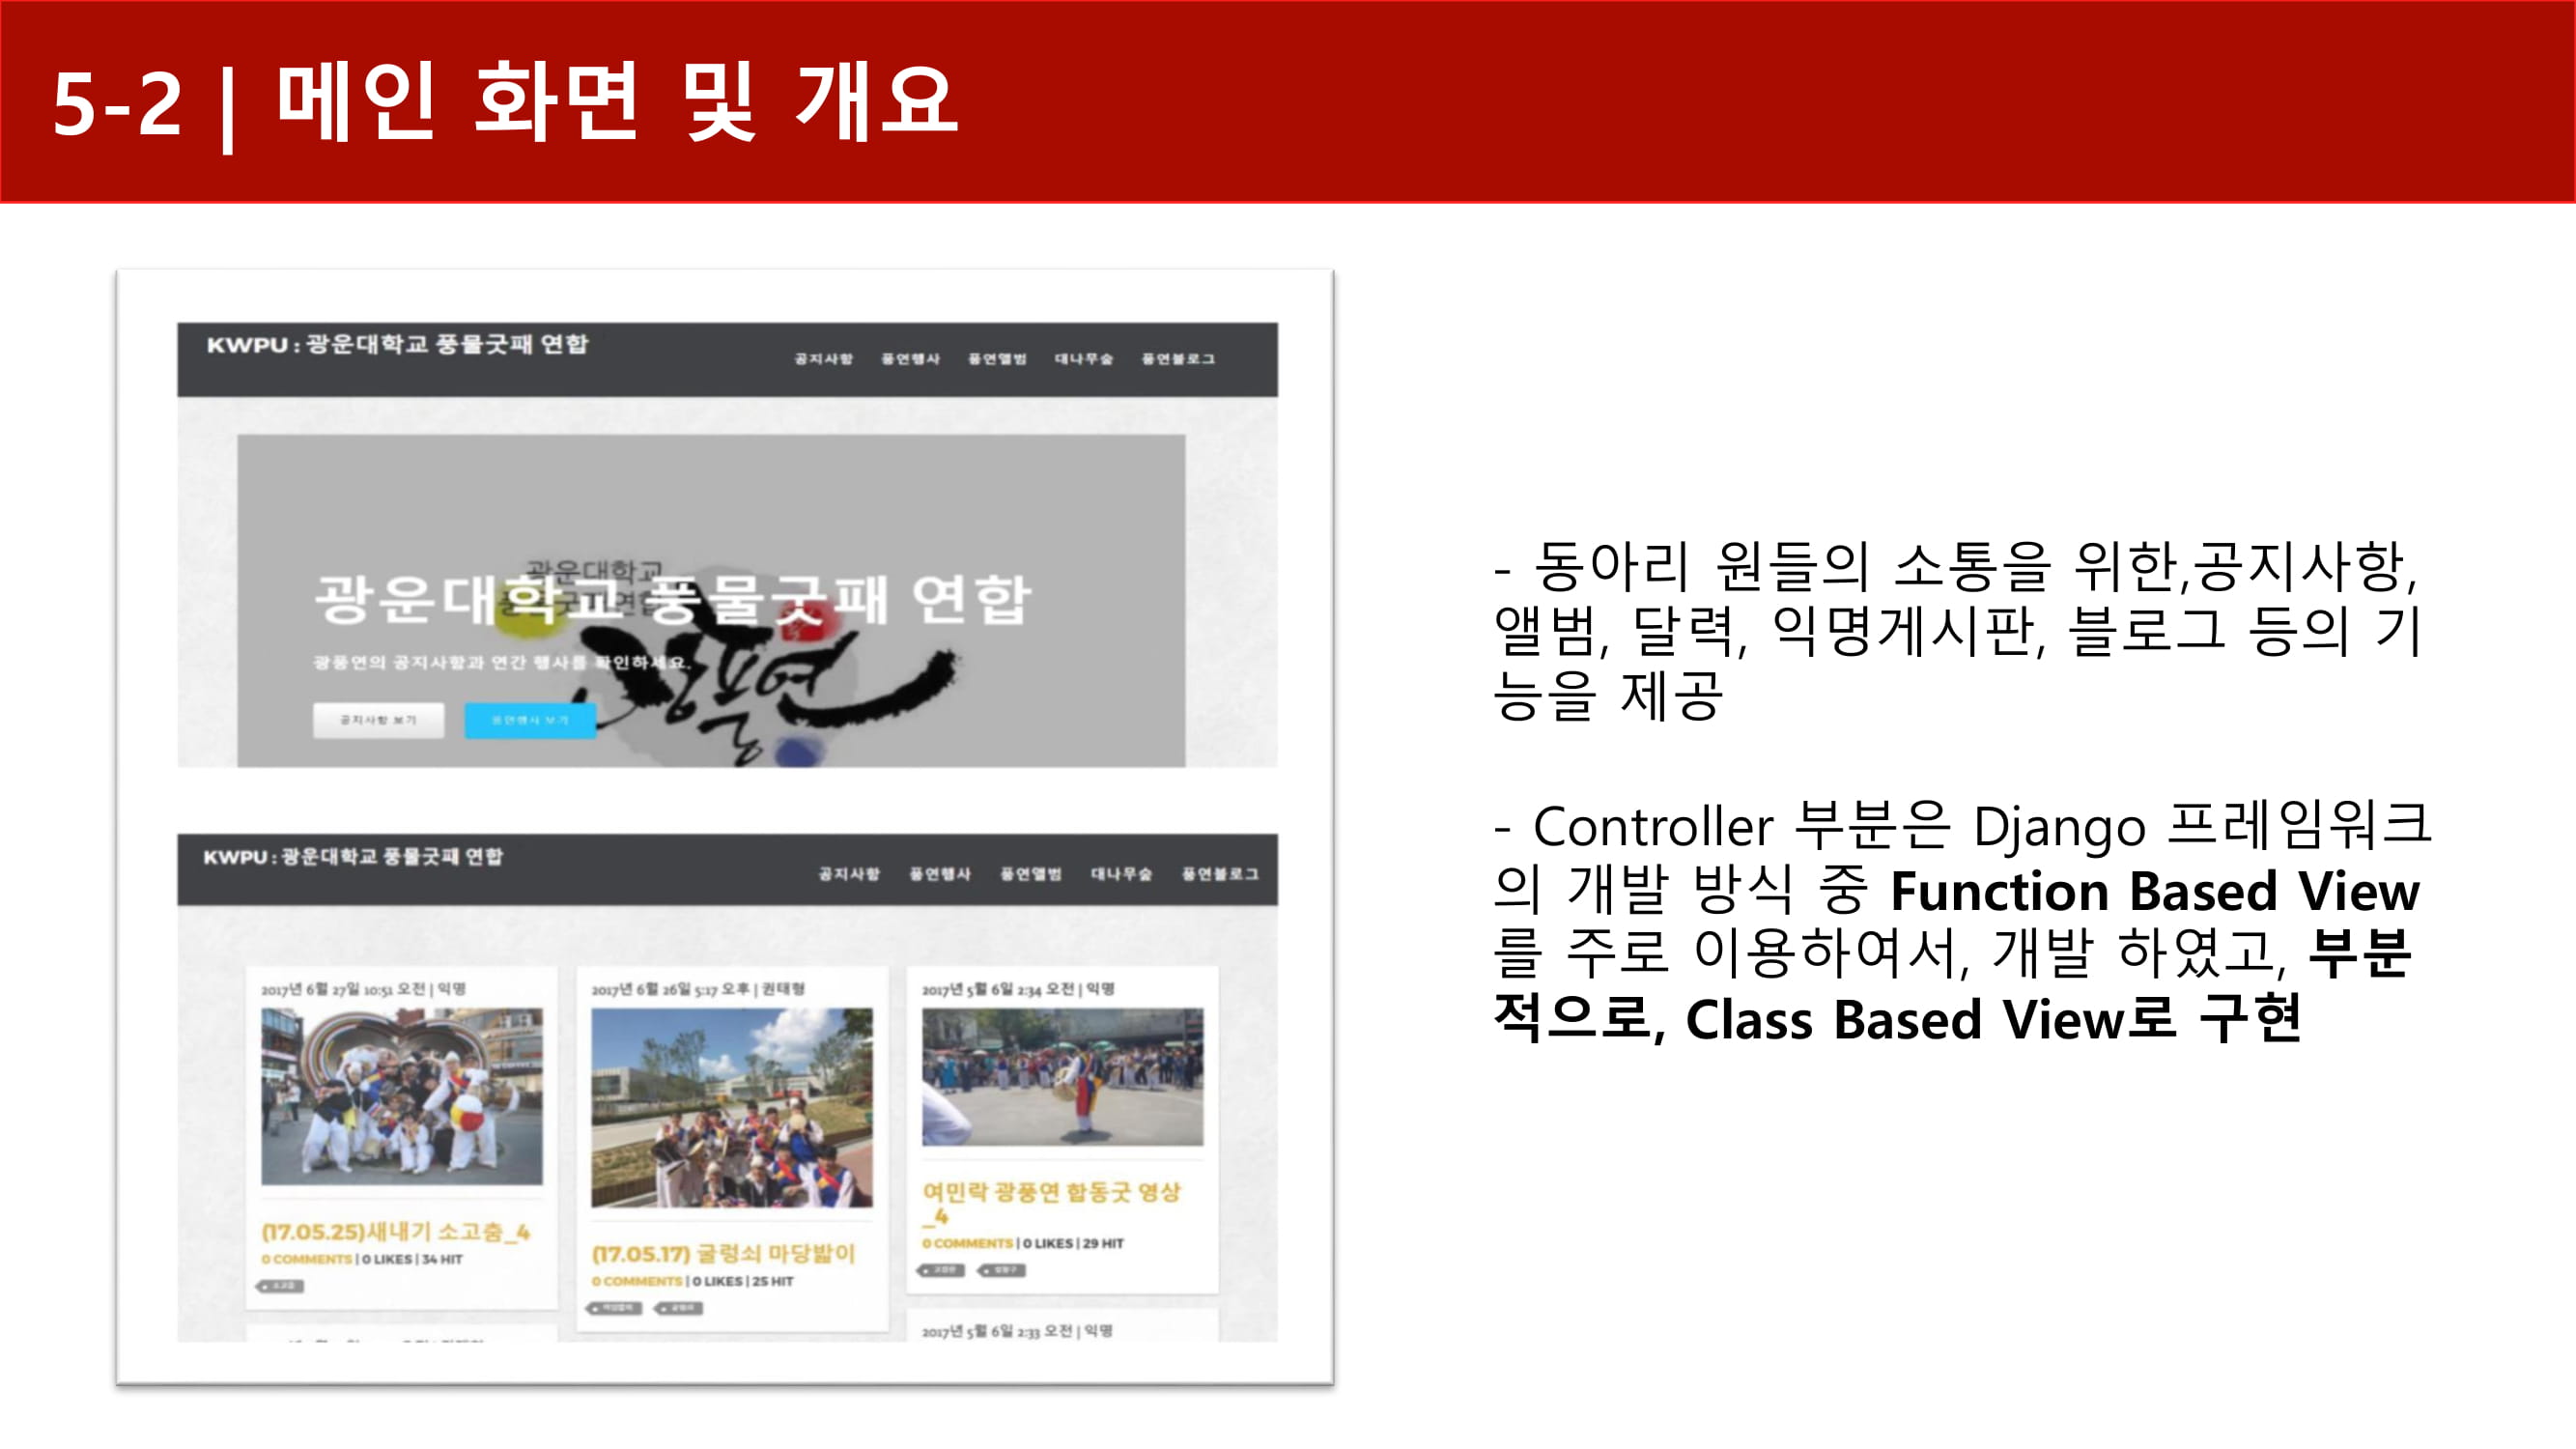 5-2 | 메인 화면 및 개요
KWPU : 광운대학교 풍물굿패 연합
공지사항 풍연행사 풍연앨범 대나무숲 풍연블로그
광운대학교
광운대학교 풍물굿패 연합
광풍연
광풍연의 공지사항과 연간 행사를 확인하세요.
공지사항 보기 풍연행사 보기
KWPU : 광운대학교 풍물굿패 연합
공지사항 풍연행사 풍연앨범 대나무숲 풍연블로그
2017년 6월 27일 10:51 오전 | 익명
(17.05.25)새내기 소고춤_4
0 COMMENTS | 0 LIKES | 34 HIT
소고춤
2017년 6월 26일 5:17 오후 | 권태형
(17.05.17) 굴렁쇠 마당밟이
0 COMMENTS | 0 LIKES | 25 HIT
2017년 5월 6일 2:34 오전 | 익명
여민락 광풍연 합동굿 영상
_4
0 COMMENTS | 0 LIKES | 29 HIT
2017년 5월 6일 2:33 오전 | 익명
- 동아리 원들의 소통을 위한,공지사항,
앨범, 달력, 익명게시판, 블로그 등의 기
능을 제공
- Controller 부분은 Django 프레임워크
의 개발 방식 중 Function Based View
를 주로 이용하여서, 개발 하였고, 부분
적으로, Class Based View로 구현